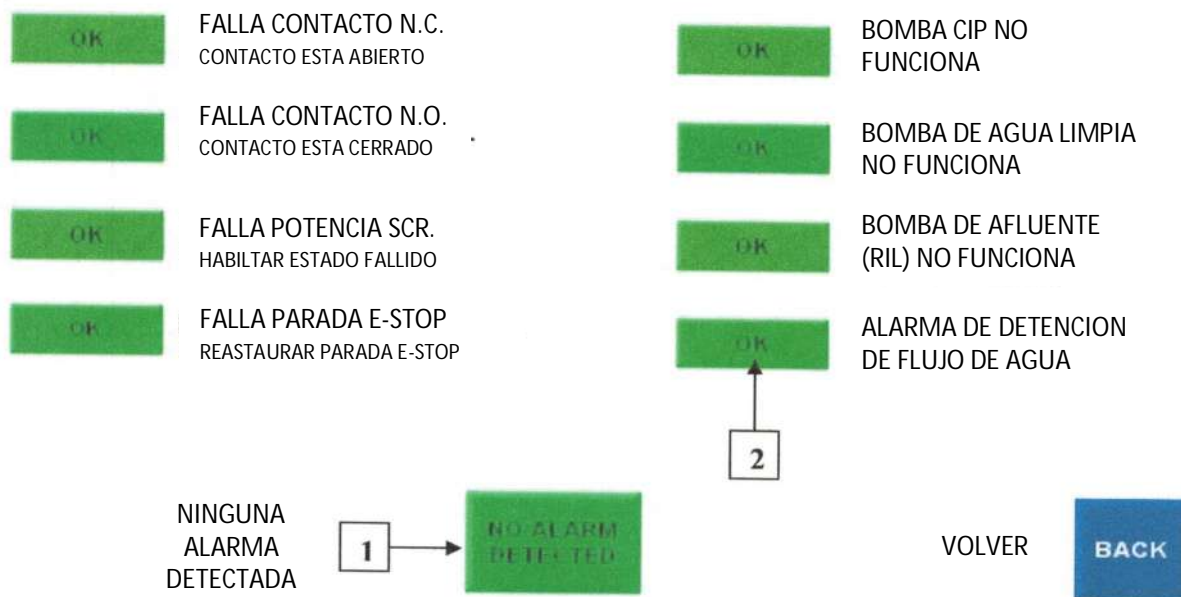 OK
FALLA CONTACTO N.C.
CONTACTO ESTA ABIERTO
OK
FALLA CONTACTO N.O.
CONTACTO ESTA CERRADO
OK
FALLA POTENCIA SCR.
HABILTAR ESTADO FALLIDO
OK
FALLA PARADA E-STOP
REASTAURAR PARADA E-STOP
OK
BOMBA CIP NO
FUNCIONA
OK
BOMBA DE AGUA LIMPIA
NO FUNCIONA
OK
BOMBA DE AFLUENTE
(RIL) NO FUNCIONA
OK
ALARMA DE DETENCION
DE FLUJO DE AGUA
2
NINGUNA
ALARMA
DETECTADA
1
NO ALARM
DETECTED
VOLVER
BACK